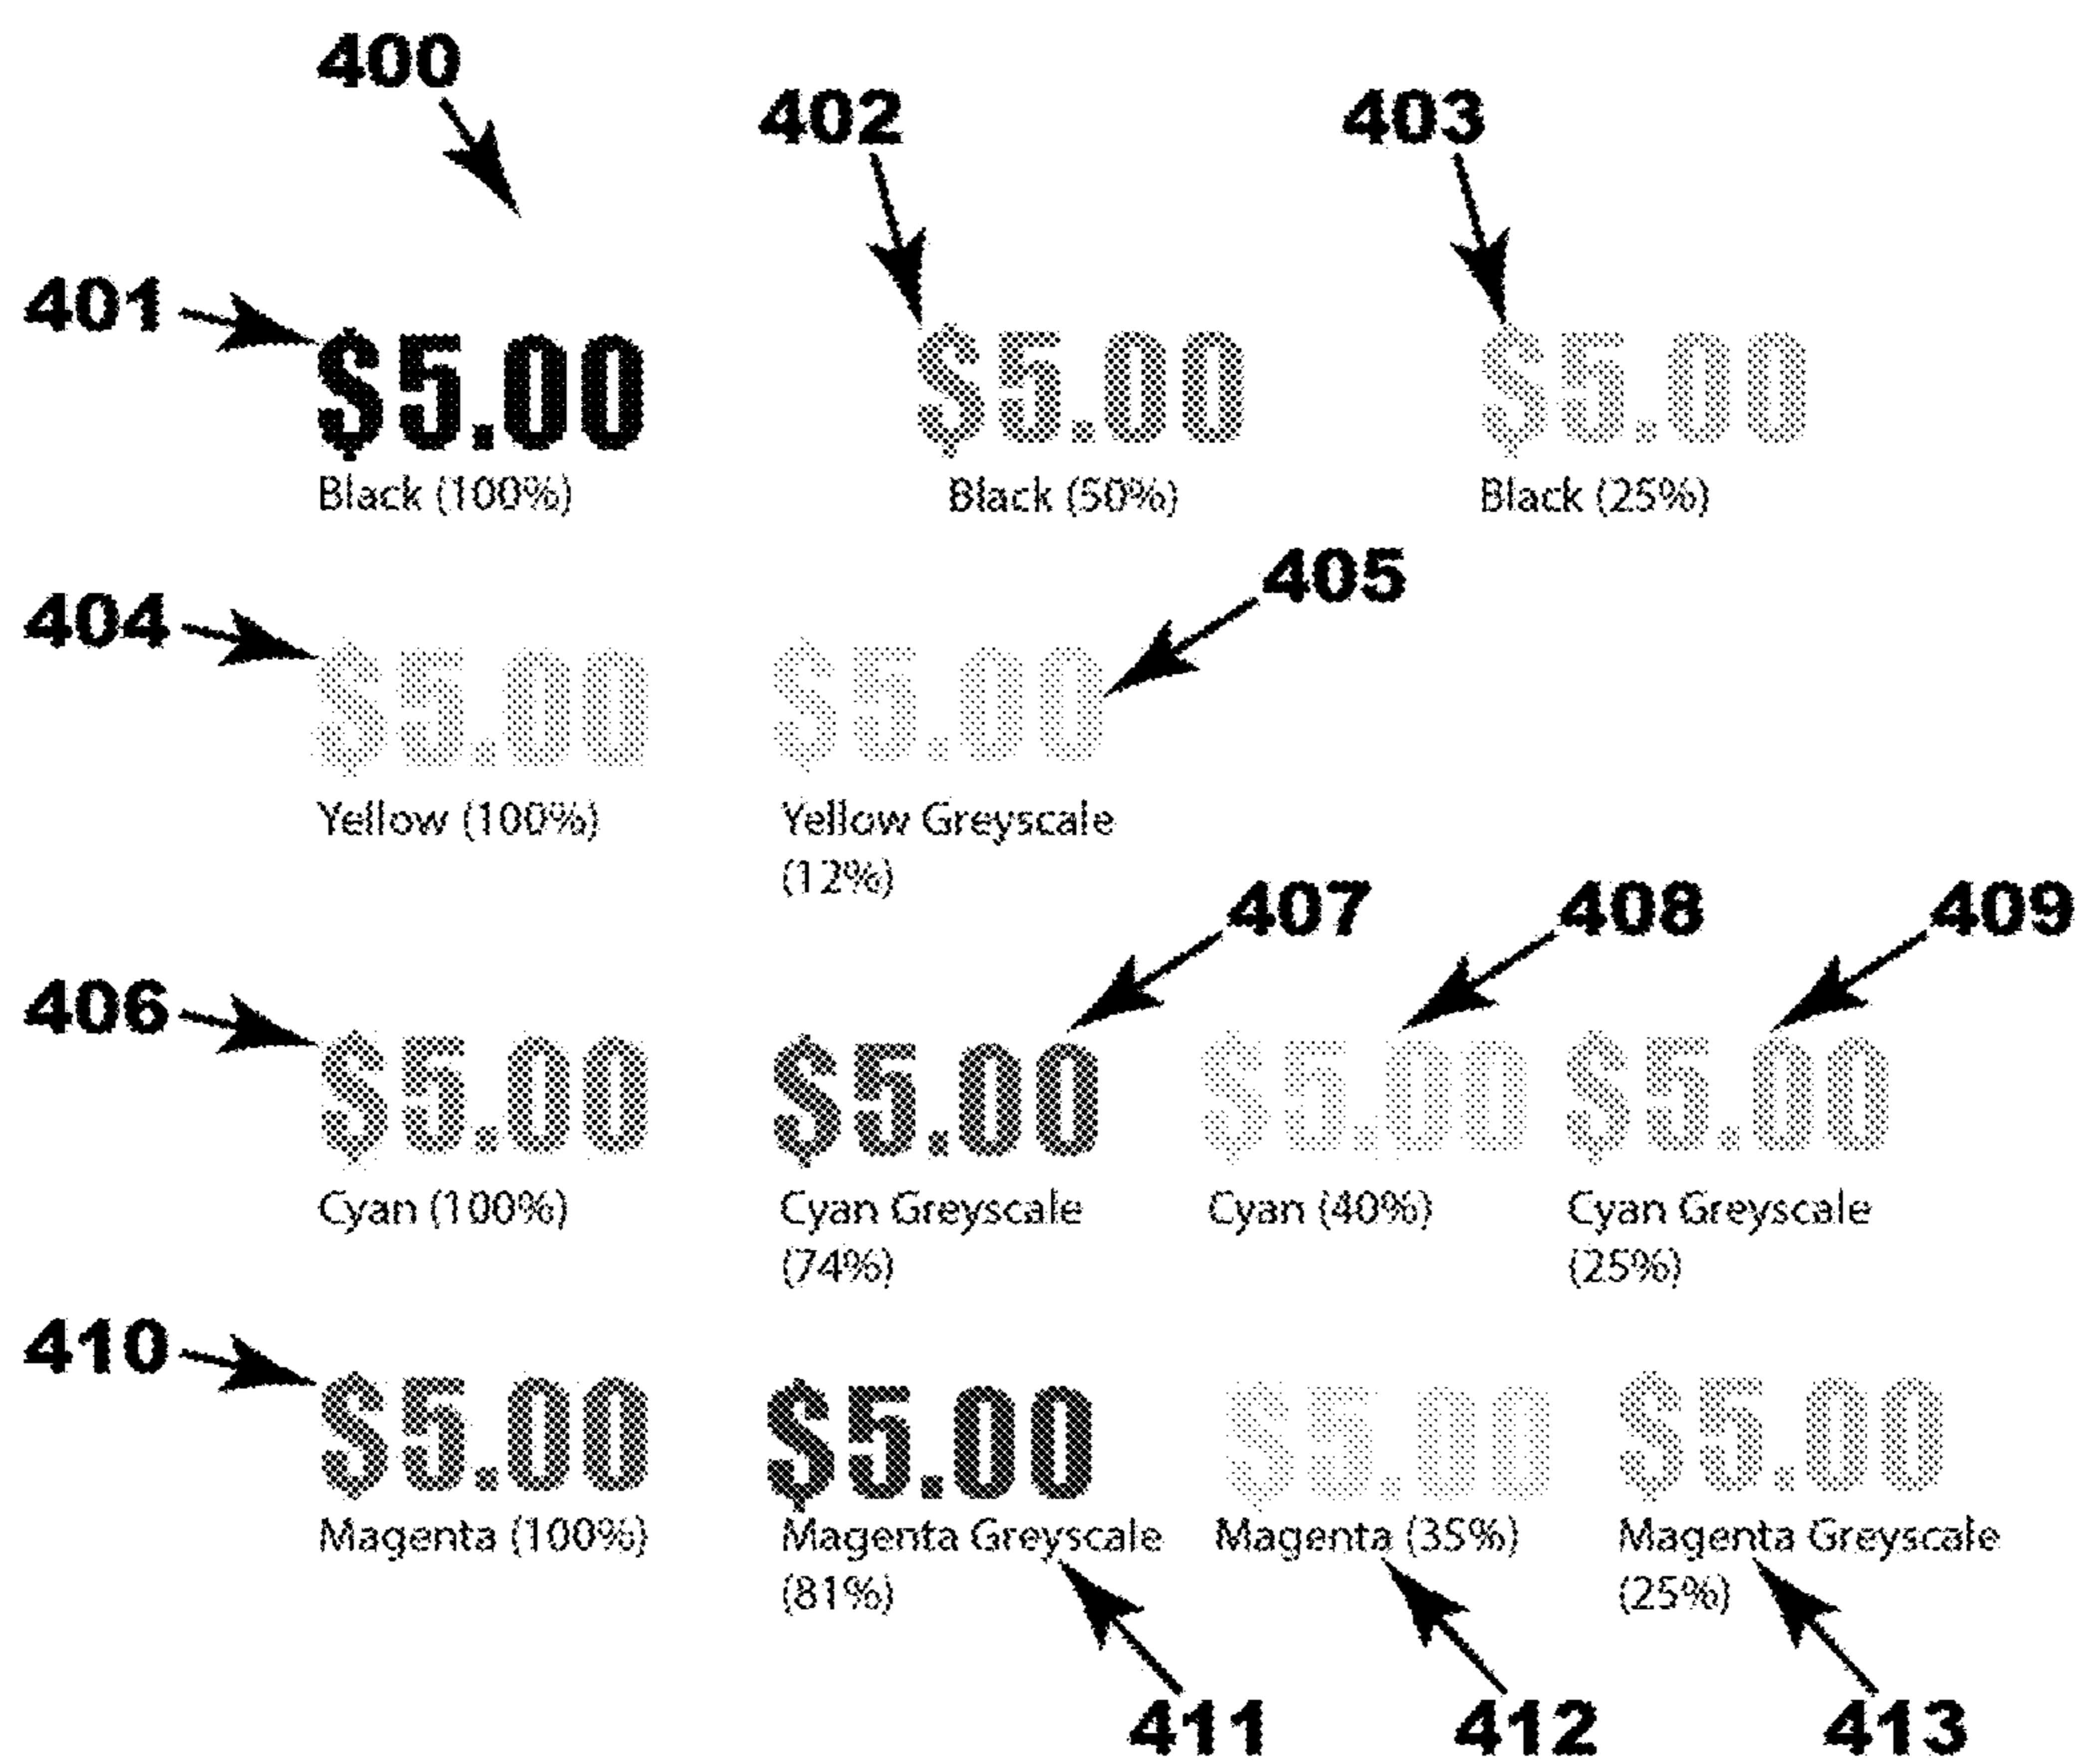 400
402
403
401
$5.00 $5.00 $5.00
Black (100%) Black (50%) Black (25%)
405
404
$5.00 $5.00
Yellow (100%) Yellow Greyscale
(12%)
407 408 409
406
$5.00 $5.00 $5.00 $5.00
Cyan (100%) Cyan Greyscale Cyan (40%) Cyan Greyscale
(74%) (25%)
410
$5.00 $5.00 $5.00 $5.00
Magenta (100%) Magenta Greyscale Magenta (35%) Magenta Greyscale
(81%) (25%)
411 412 413